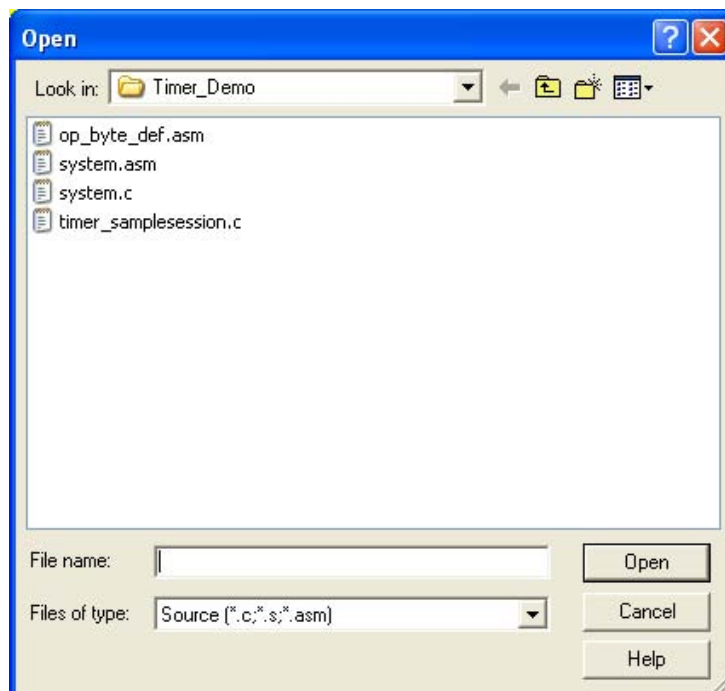 Open
Look in: Timer_Demo
op_byte_def.asm
system.asm
system.c
timer_samplesession.c
File name:
Open
Files of type: Source (*.c;*.s;*.asm)
Cancel
Help